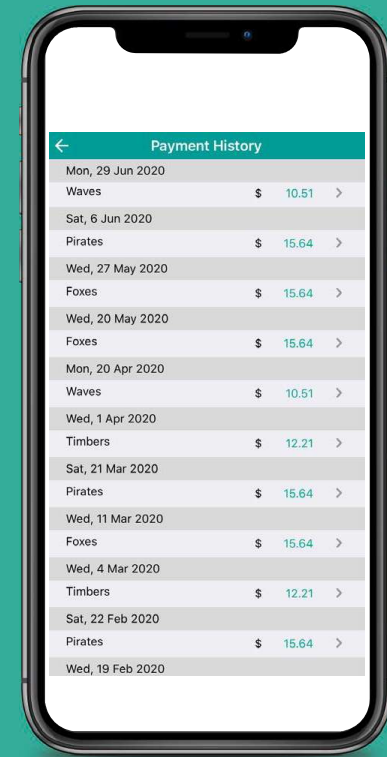 Payment History
Mon, 29 Jun 2020
Waves $ 10.51
Sat, 6 Jun 2020
Pirates $ 15.64
Wed, 27 May 2020
Foxes $ 15.64
Wed, 20 May 2020
Foxes $ 15.64
Mon, 20 Apr 2020
Waves $ 10.51
Wed, 1 Apr 2020
Timbers $ 12.21
Sat, 21 Mar 2020
Pirates $ 15.64
Wed, 11 Mar 2020
Foxes $ 15.64
Wed, 4 Mar 2020
Timbers $ 12.21
Sat, 22 Feb 2020
Pirates $ 15.64
Wed, 19 Feb 2020